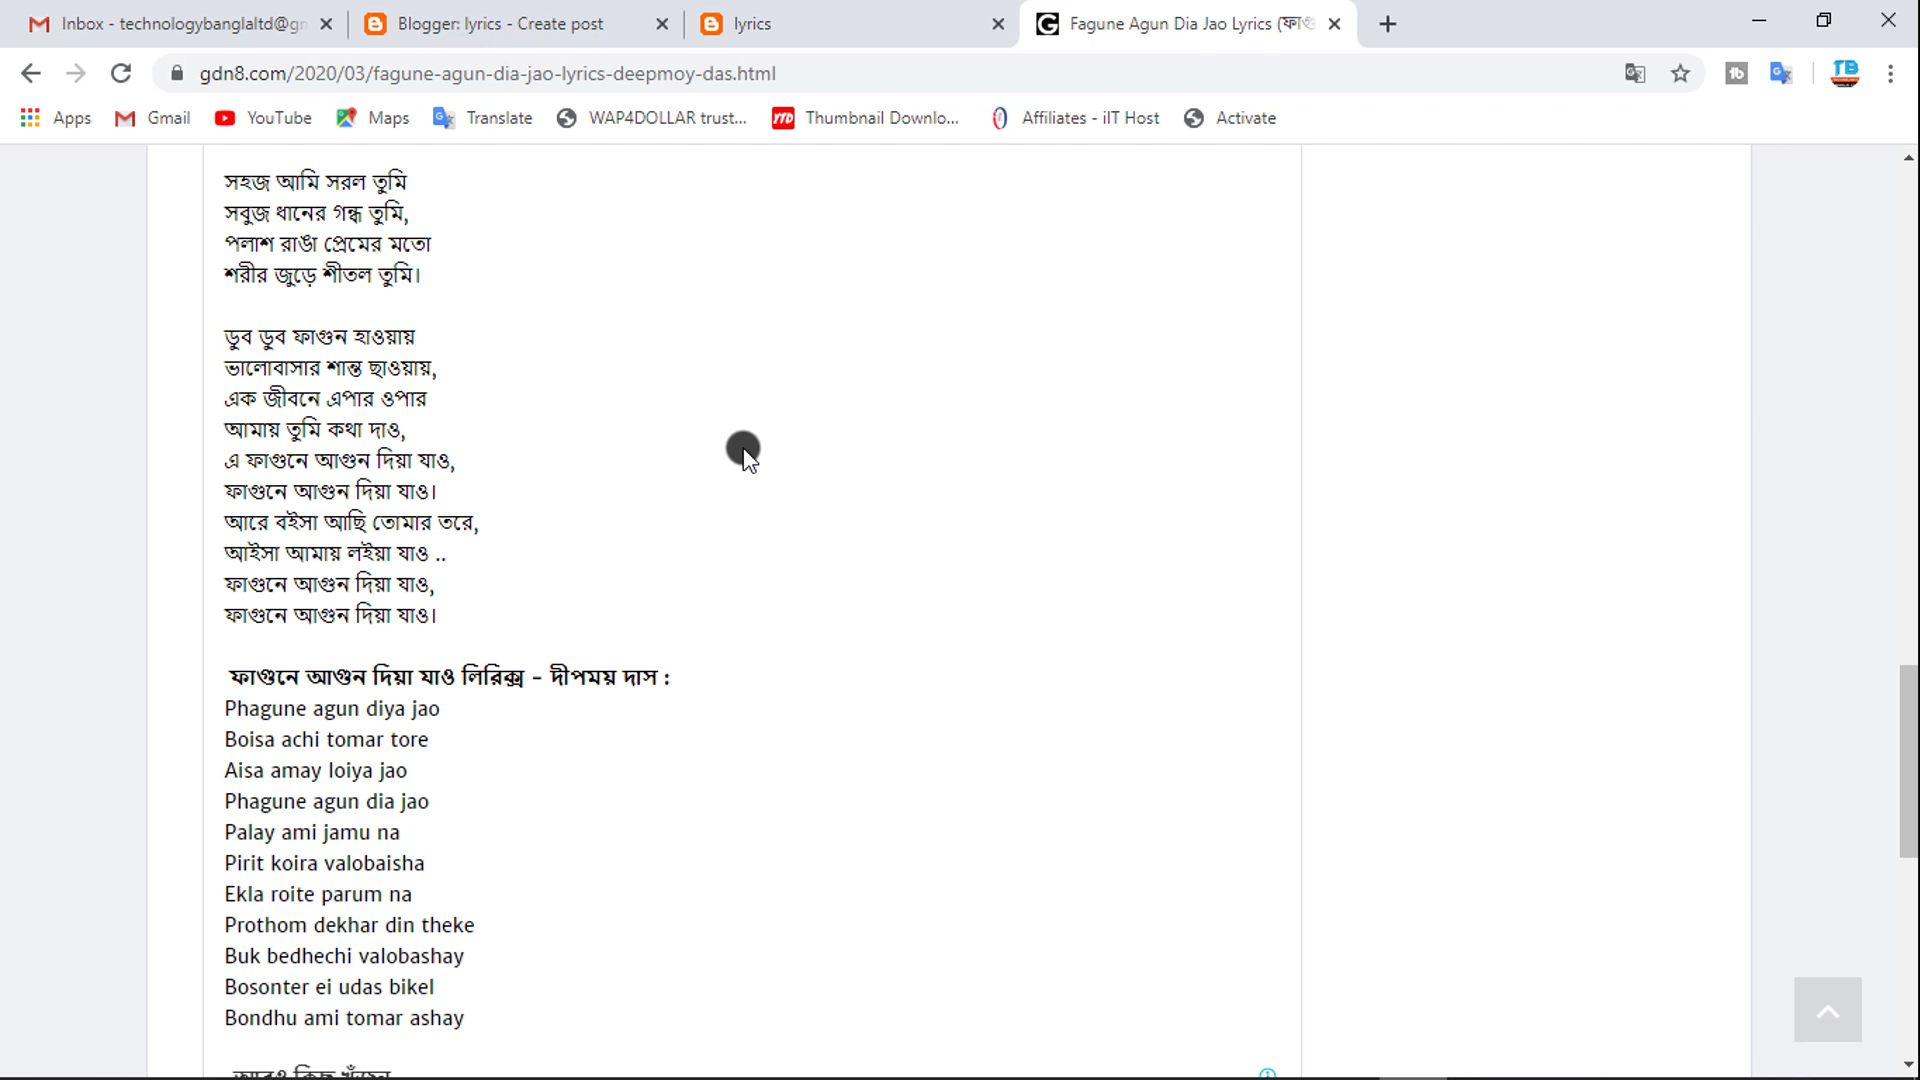 Inbox - technologybanglaltd@gm
Blogger: lyrics - Create post
lyrics
Fagune Agun Dia Jao Lyrics (ফাগু
gdn8.com/2020/03/fagune-agun-dia-jao-lyrics-deepmoy-das.html
Apps
Gmail
YouTube
Maps
Translate
WAP4DOLLAR trust...
Thumbnail Downlo...
Affiliates - iIT Host
Activate
সহজ আমি সরল তুমি
সবুজ ধানের গন্ধ তুমি,
পলাশ রাঙা প্রেমের মতো
শরীর জুড়ে শীতল তুমি।
ডুব ডুব ফাগুন হাওয়ায়
ভালোবাসার শান্ত ছাওয়ায়,
এক জীবনে এপার ওপার
আমায় তুমি কথা দাও,
এ ফাগুনে আগুন দিয়া যাও,
ফাগুনে আগুন দিয়া যাও।
আরে বইসা আছি তোমার তরে,
আইসা আমায় লইয়া যাও ..
ফাগুনে আগুন দিয়া যাও,
ফাগুনে আগুন দিয়া যাও।
ফাগুনে আগুন দিয়া যাও লিরিক্স - দীপময় দাস :
Phagune agun diya jao
Boisa achi tomar tore
Aisa amay loiya jao
Phagune agun dia jao
Palay ami jamu na
Pirit koira valobaisha
Ekla roite parum na
Prothom dekhar din theke
Buk bedhechi valobashay
Bosonter ei udas bikel
Bondhu ami tomar ashay